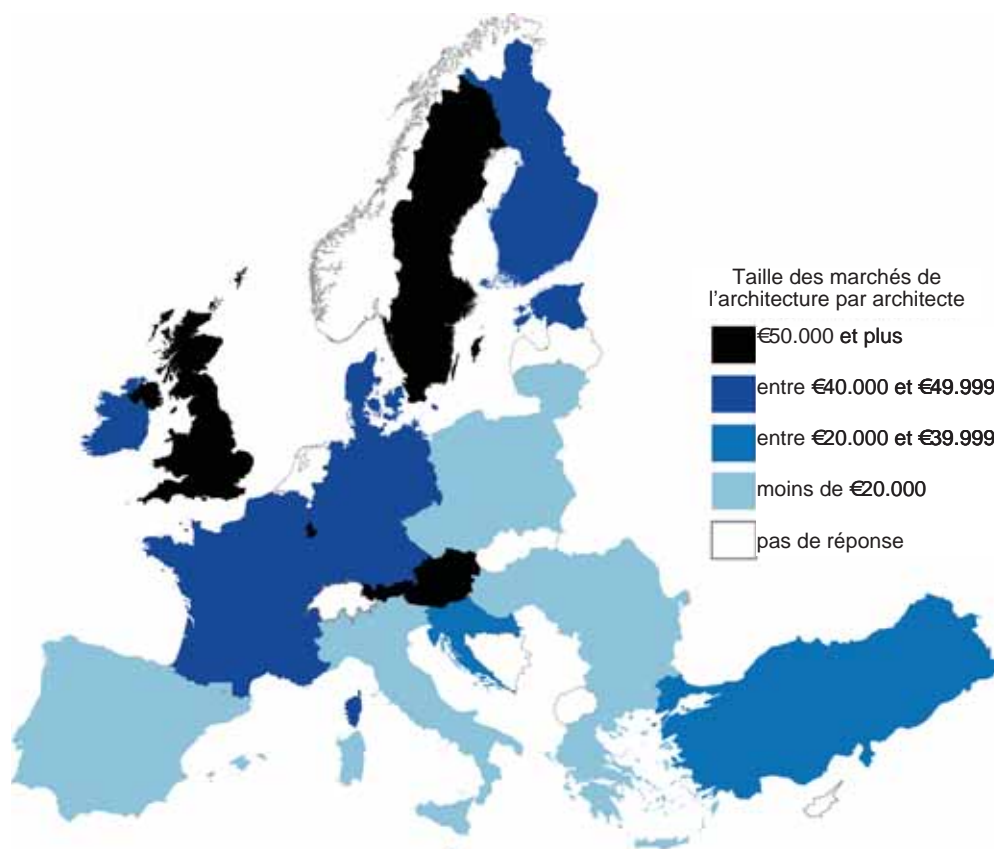 Taille des marchés de
l'architecture par architecte
€50.000 et plus
entre €40.000 et €49.999
entre €20.000 et €39.999
moins de €20.000
pas de réponse